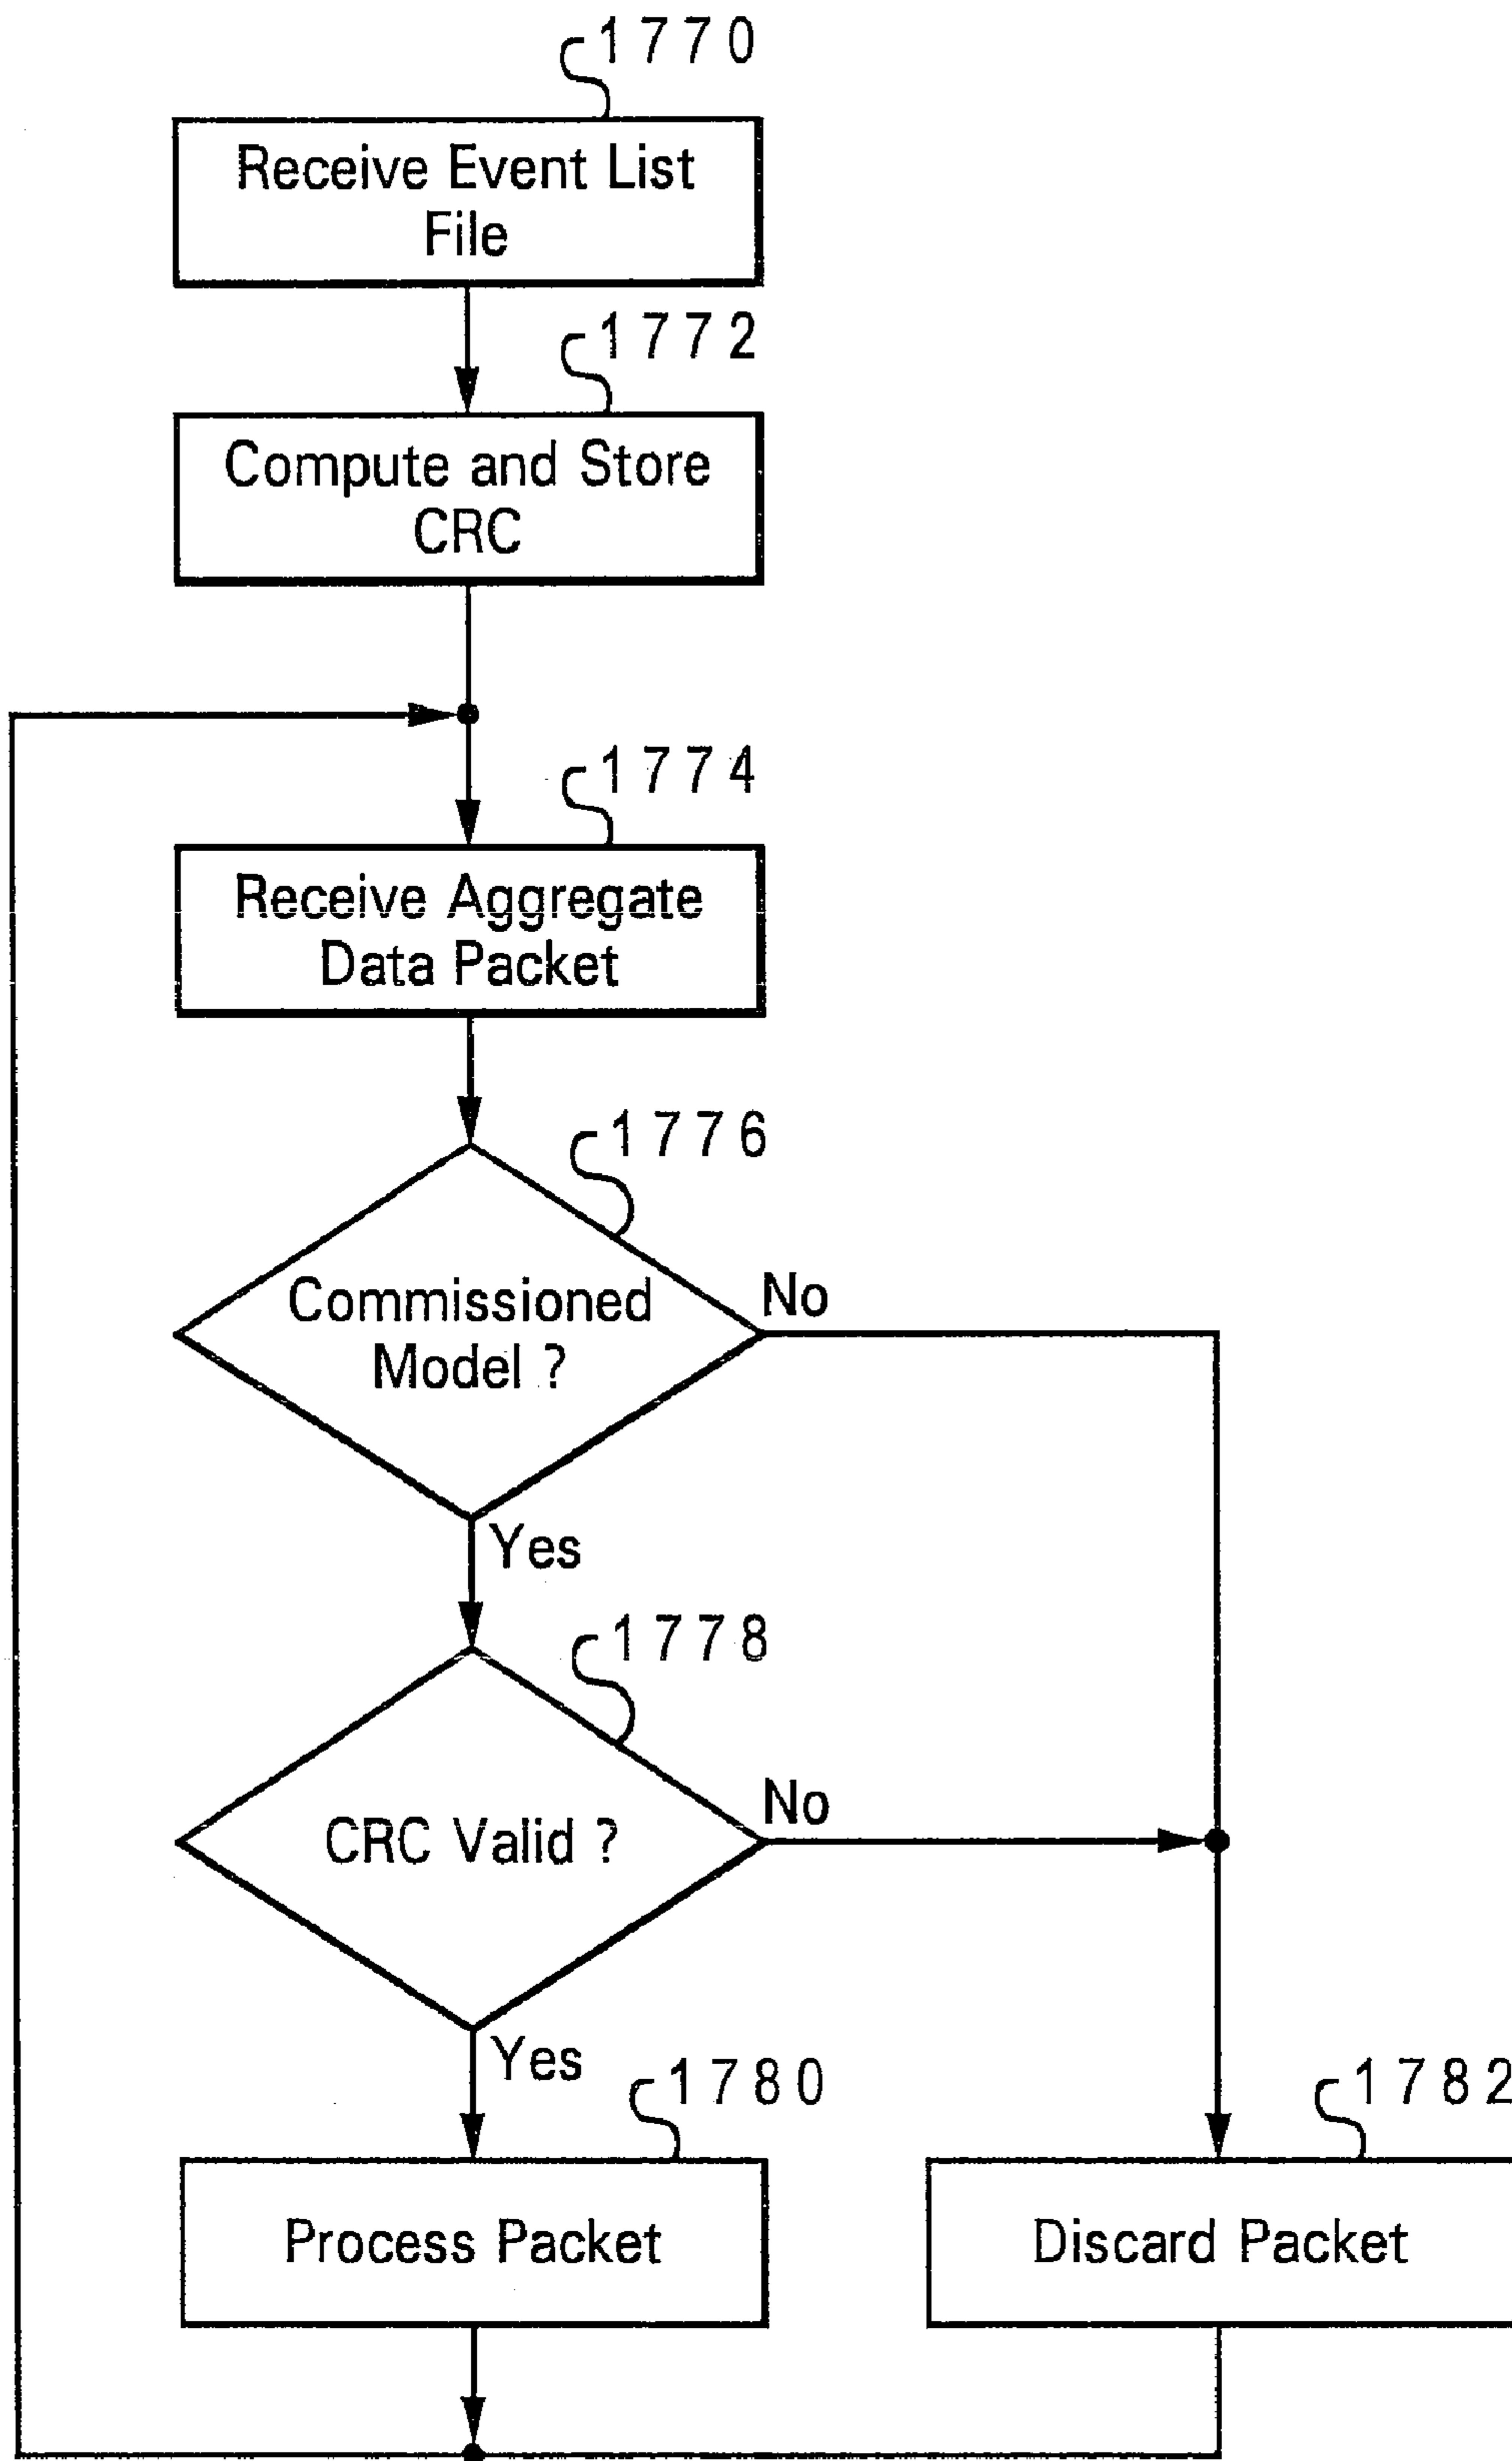 1770
Receive Event List
File
1772
Compute and Store
CRC
1774
Receive Aggregate
Data Packet
1776
Commissioned
Model ?
No
Yes
1778
CRC Valid ?
No
Yes
1780
Process Packet
1782
Discard Packet